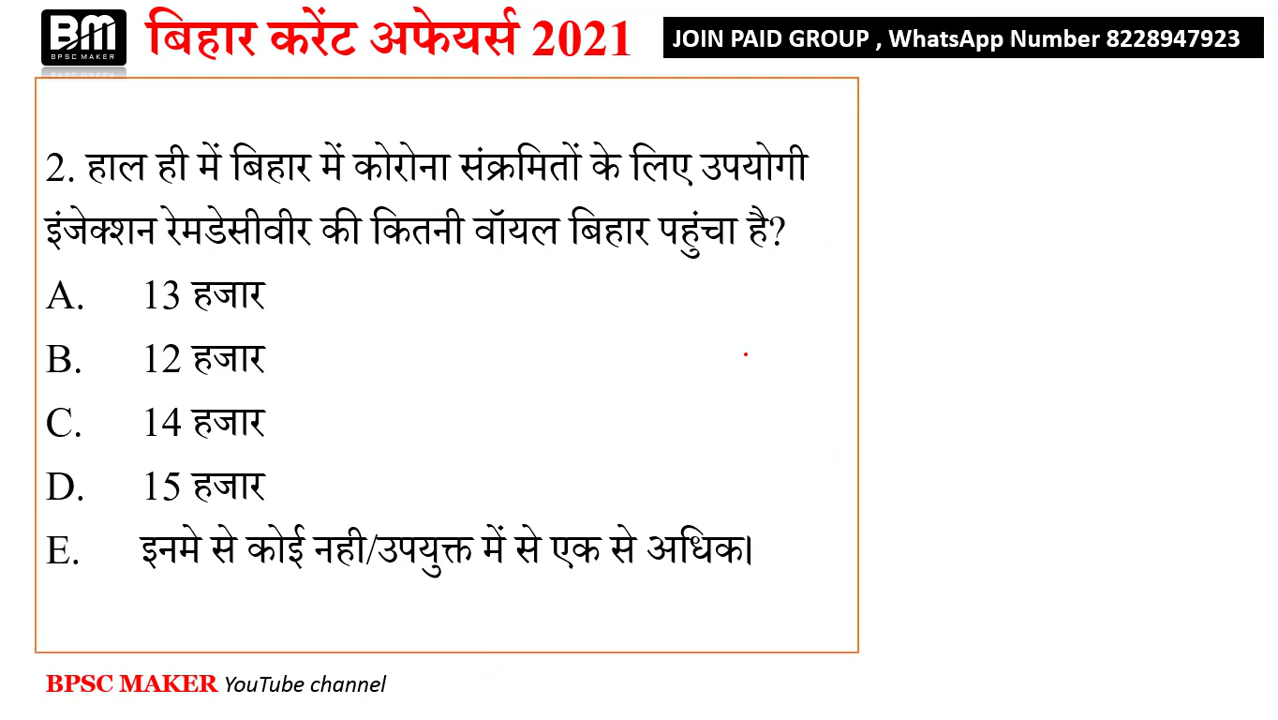 BM
BPSC MAKER
बिहार करेंट अफेयर्स 2021
JOIN PAID GROUP , WhatsApp Number 8228947923
2. हाल ही में बिहार में कोरोना संक्रमितों के लिए उपयोगी
इंजेक्शन रेमडेसीवीर की कितनी वॉयल बिहार पहुंचा है?
A. 13 हजार
B. 12 हजार
C. 14 हजार
D. 15 हजार
E. इनमे से कोई नही/उपयुक्त में से एक से अधिक।
BPSC MAKER YouTube channel